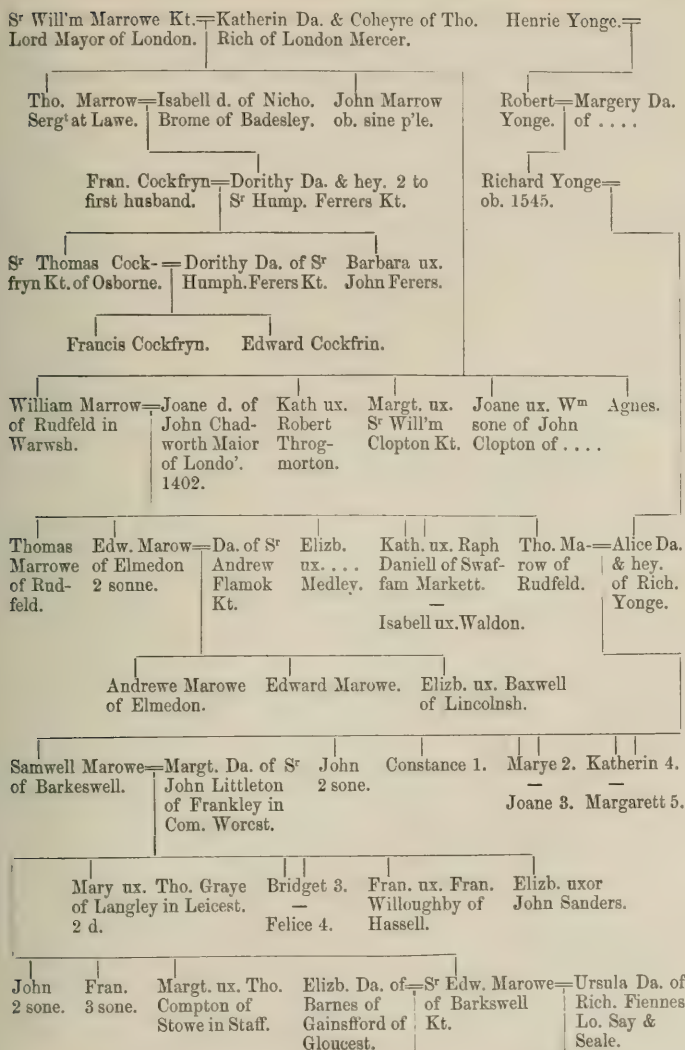 Sr Will'm Marrowe Kt.=Katherin Da. & Coheyre of Tho. Henrie Yonge.=
Lord Mayor of London. Rich of London Mercer.
Tho. Marrow=Isabell d. of Nicho. John Marrow Robert=Margery Da.
Sergt at Lawe. Brome of Badesley. ob. sine p'le. Yonge. of ....
Fran. Cockfryn=Dorithy Da. & hey. 2 to Richard Yonge=
first husband. Sr Hump. Ferrers Kt. ob. 1545.
Sr Thomas Cock-=Dorithy Da. of Sr Barbara ux.
fryn Kt. of Osborne. Humph. Ferers Kt. John Ferers.
Francis Cockfryn. Edward Cockfrin.
William Marrow=Joane d. of Kath ux. Margt. ux. Joane ux. Wm Agnes.
of Rudfeld in John Chad- Robert Sr Will'm sone of John
Warwsh. worth Maior Throg- Clopton Kt. Clopton of ....
of Londo'. morton.
1402.
Thomas Edw. Marow=Da. of Sr Elizb. Kath. ux. Raph Tho. Ma-=Alice Da.
Marrowe of Elmedon Andrew ux.... Daniell of Swaf- row of & hey.
of Rud- 2 sonne. Flamok Medley. fam Markett. Rudfeld. of Rich.
feld. Kt. — Yonge.
Isabell ux. Waldon.
Andrewe Marowe Edward Marowe. Elizb. ux. Baxwell
of Elmedon. of Lincolnsh.
Samwell Marowe=Margt. Da. of Sr John Constance 1. Marye 2. Katherin 4.
of Barkeswell. John Littleton 2 sone. — —
of Frankley in Joane 3. Margarett 5.
Com. Worcst.
Mary ux. Tho. Graye Bridget 3. Fran. ux. Fran. Elizb. uxor
of Langley in Leicest. — Willoughby of John Sanders.
2 d. Felice 4. Hassell.
John Fran. Margt. ux. Tho. Elizb. Da. of=Sr Edw. Marowe=Ursula Da. of
2 sone. 3 sone. Compton of Barnes of of Barkswell Rich. Fiennes
Stowe in Staff. Gainsfford of Kt. Lo. Say &
Gloucest. Seale.